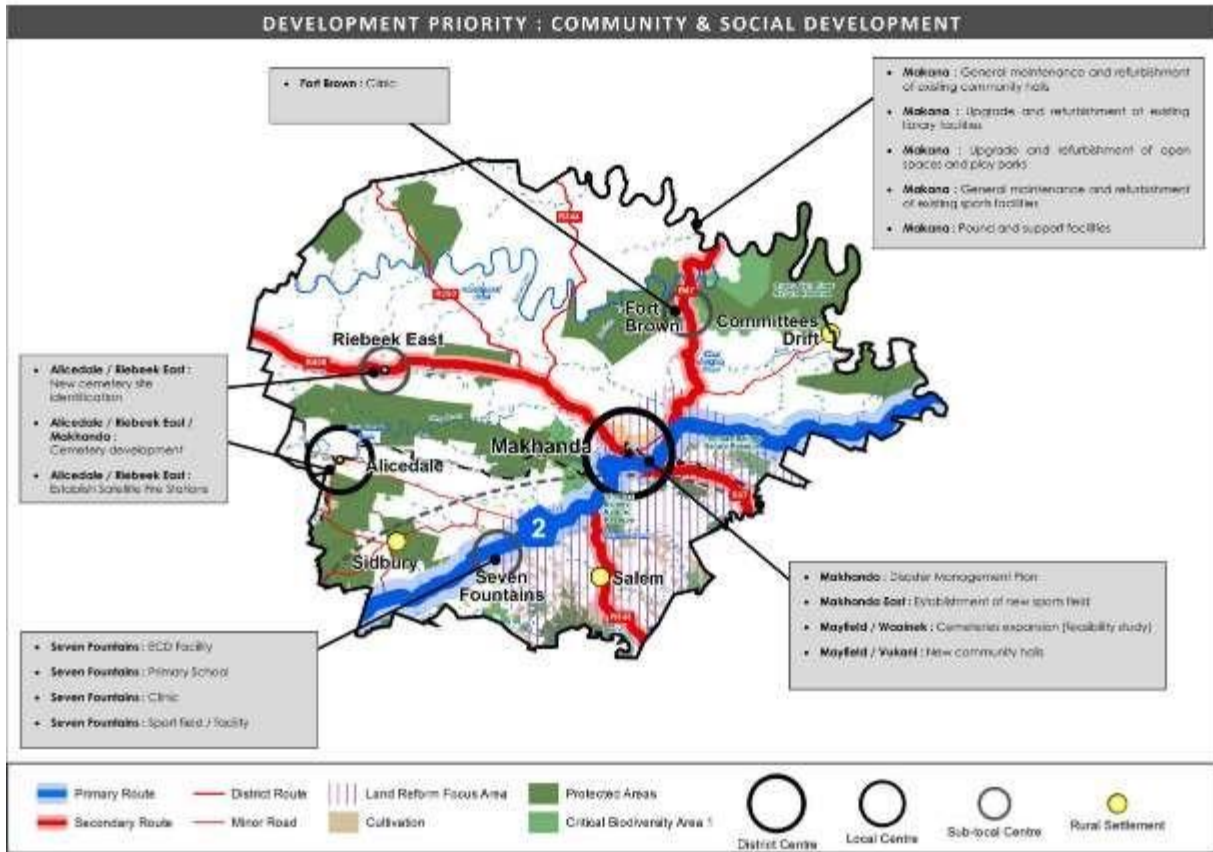 DEVELOPMENT PRIORITY : COMMUNITY & SOCIAL DEVELOPMENT
• Fort Brown : Clinic
• Makana : General maintenance and refurbishment
of existing community halls
• Makana : Upgrade and refurbishment of existing
library facilities
• Makana : Upgrade and refurbishment of open
spaces and play parks
• Makana : General maintenance and refurbishment
of existing sports facilities
• Makana : Pound and support facilities
R344
Fort
Brown
R67
Committees
Drift
Riebeek East
• Alicedale / Riebeek East :
New cemetery site
identification
• Alicedale / Riebeek East /
Makhanda :
Cemetery development
• Alicedale / Riebeek East :
Establish Satellite Fire Stations
Makhanda
Alicedale
R67
2
Sidbury
Seven
Fountains
Salem
• Makhanda : Disaster Management Plan
• Makhanda East : Establishment of new sports field
• Mayfield / Waainek : Cemeteries expansion (feasibility study)
• Mayfield / Vukani : New community halls
• Seven Fountains : ECD Facility
• Seven Fountains : Primary School
• Seven Fountains : Clinic
• Seven Fountains : Sport field / facility
Primary Route
District Route
Land Reform Focus Area
Protected Areas
Secondary Route
Minor Road
Cultivation
Critical Biodiversity Area 1
District Centre
Local Centre
Sub-local Centre
Rural Settlement